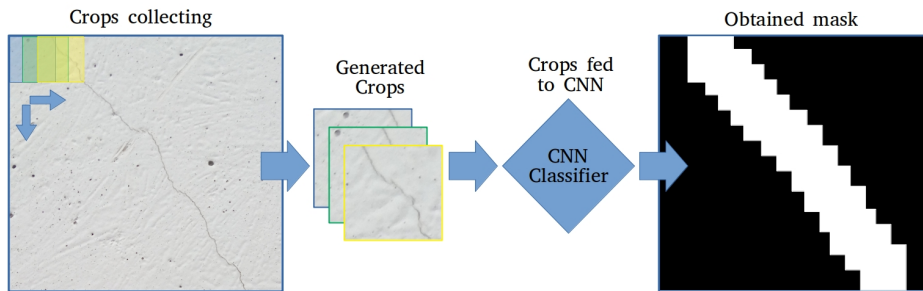 Crops collecting
Generated
Crops
Crops fed
to CNN
CNN
Classifier
Obtained mask